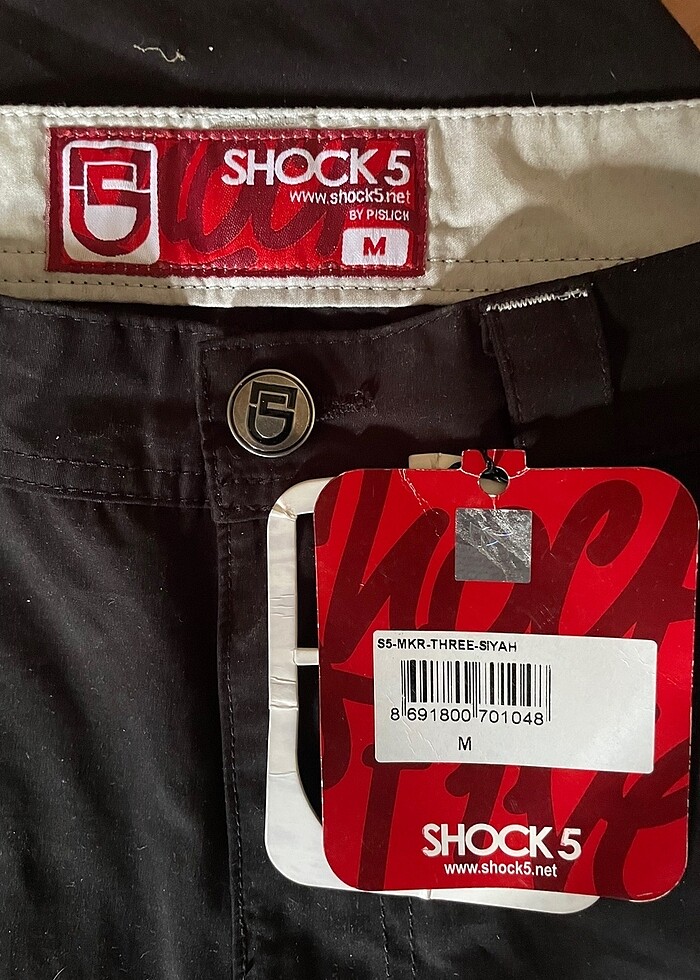 SHOCK 5
www.shock5.net
BY PISLICK
M
S5-MKR-THREE-SIYAH
8 691800 701048
M
SHOCK 5
www.shock5.net